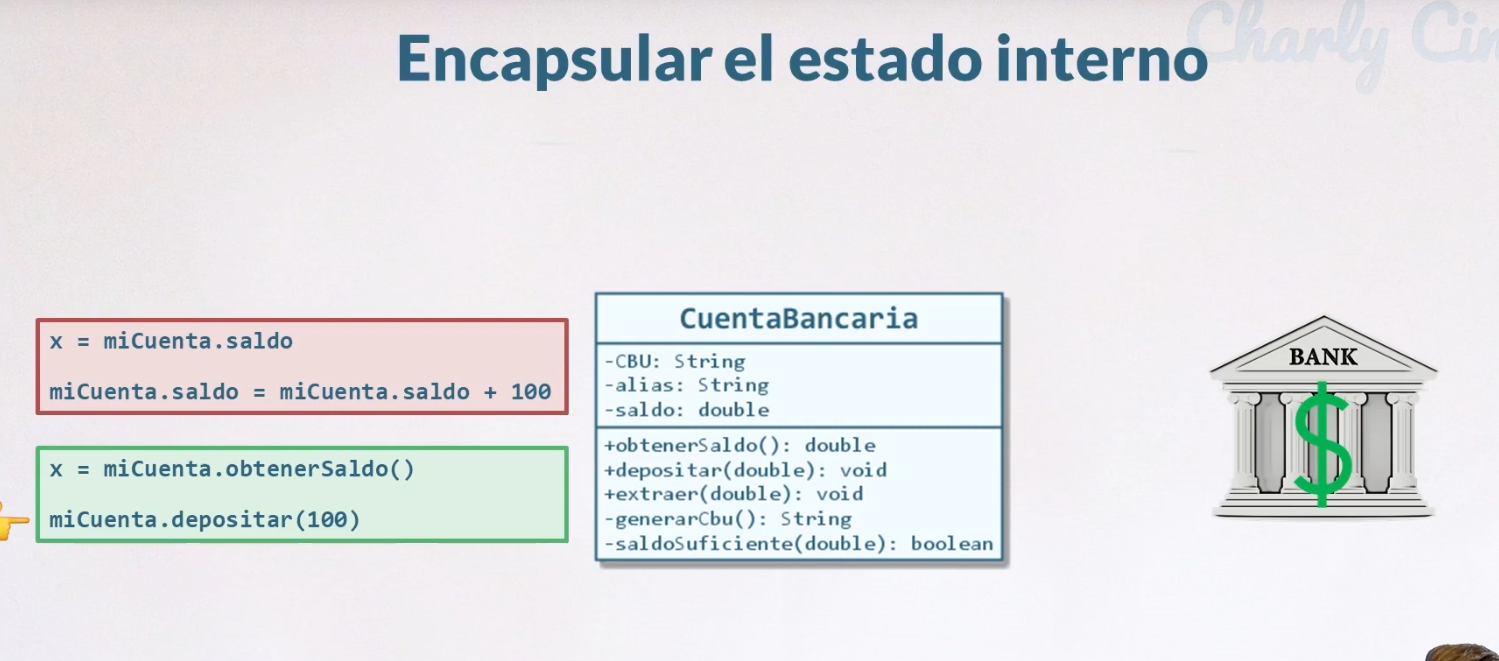 Charly
Encapsular el estado interno
x = miCuenta.saldo
miCuenta.saldo = miCuenta.saldo + 100
x = miCuenta.obtenerSaldo()
miCuenta.depositar(100)
CuentaBancaria
-CBU: String
-alias: String
-saldo: double
+obtenerSaldo(): double
+depositar(double): void
+extraer(double): void
-generarCbu(): String
-saldoSuficiente(double): boolean
BANK
$